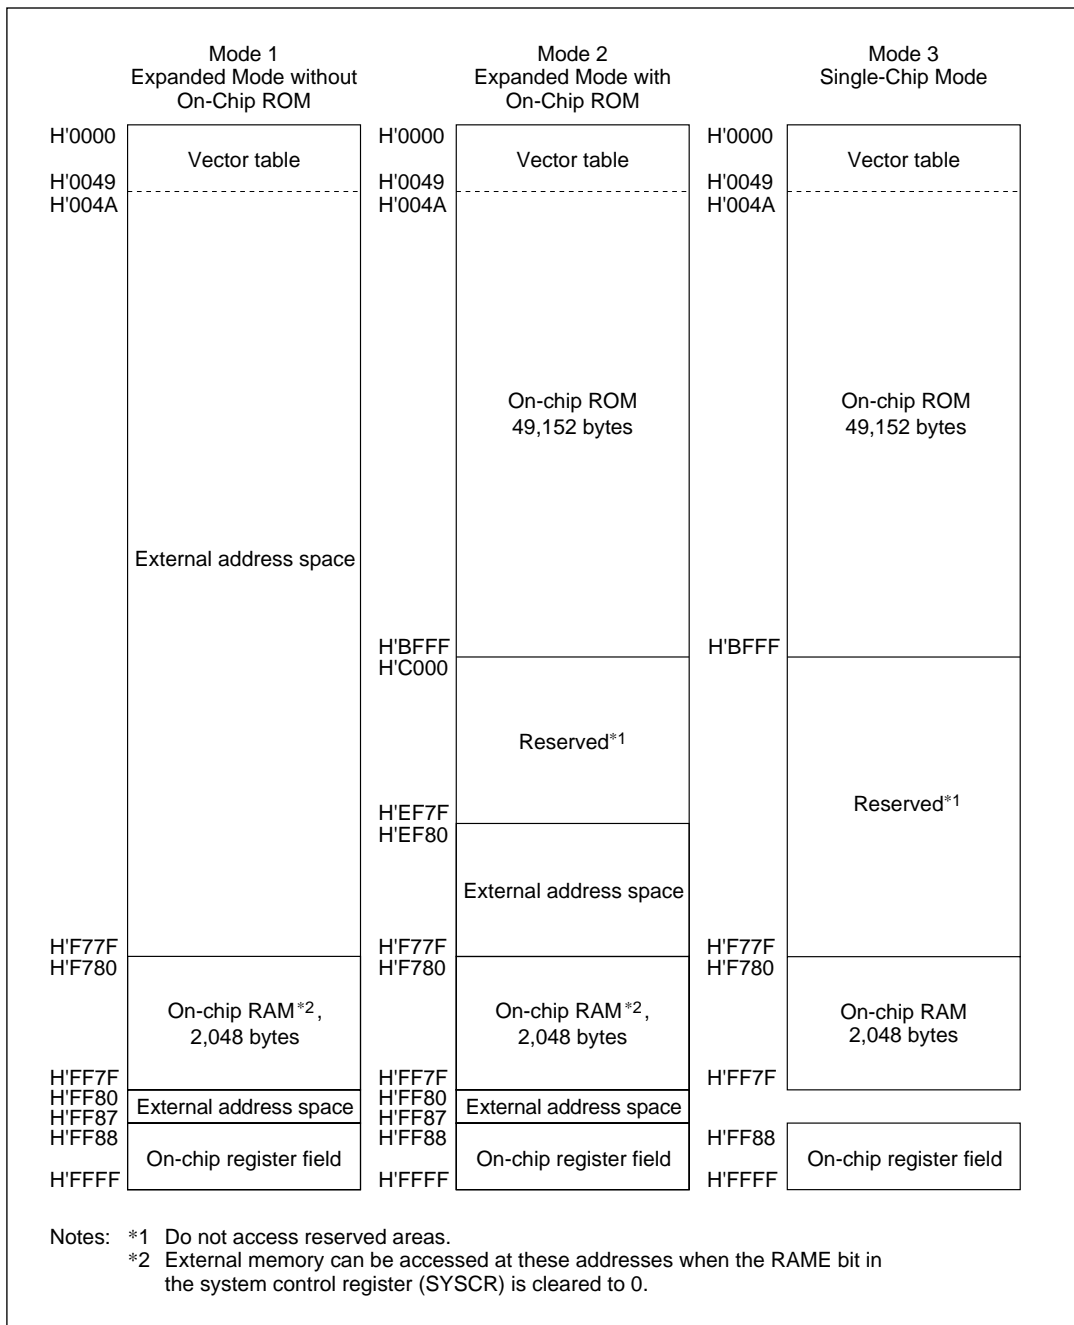 Mode 1
Expanded Mode without
On-Chip ROM
H'0000
Vector table
H'0049
H'004A
External address space
H'F77F
H'F780
On-chip RAM*2,
2,048 bytes
H'FF7F
H'FF80
External address space
H'FF87
H'FF88
On-chip register field
H'FFFF
Mode 2
Expanded Mode with
On-Chip ROM
H'0000
Vector table
H'0049
H'004A
On-chip ROM
49,152 bytes
H'BFFF
H'C000
Reserved*1
H'EF7F
H'EF80
External address space
H'F77F
H'F780
On-chip RAM*2,
2,048 bytes
H'FF7F
H'FF80
External address space
H'FF87
H'FF88
On-chip register field
H'FFFF
Mode 3
Single-Chip Mode
H'0000
Vector table
H'0049
H'004A
On-chip ROM
49,152 bytes
H'BFFF
Reserved*1
H'F77F
H'F780
On-chip RAM
2,048 bytes
H'FF7F
H'FF88
On-chip register field
H'FFFF
Notes: *1 Do not access reserved areas.
*2 External memory can be accessed at these addresses when the RAME bit in
the system control register (SYSCR) is cleared to 0.